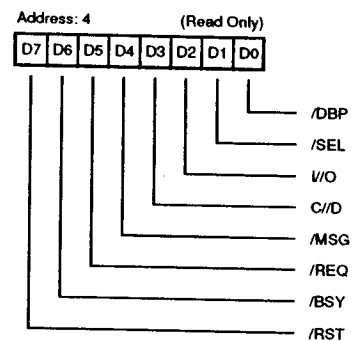 Address: 4 (Read Only)
D7 D6 D5 D4 D3 D2 D1 D0
/DBP
/SEL
I//O
C//D
/MSG
/REQ
/BSY
/RST